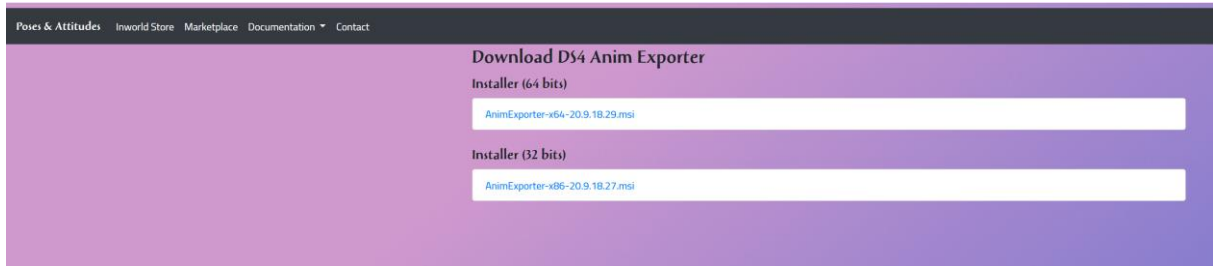 Poses & Attitudes Inworld Store Marketplace Documentation Contact
Download DS4 Anim Exporter
Installer (64 bits)
AnimExporter-x64-20.9.18.29.msi
Installer (32 bits)
AnimExporter-x86-20.9.18.27.msi